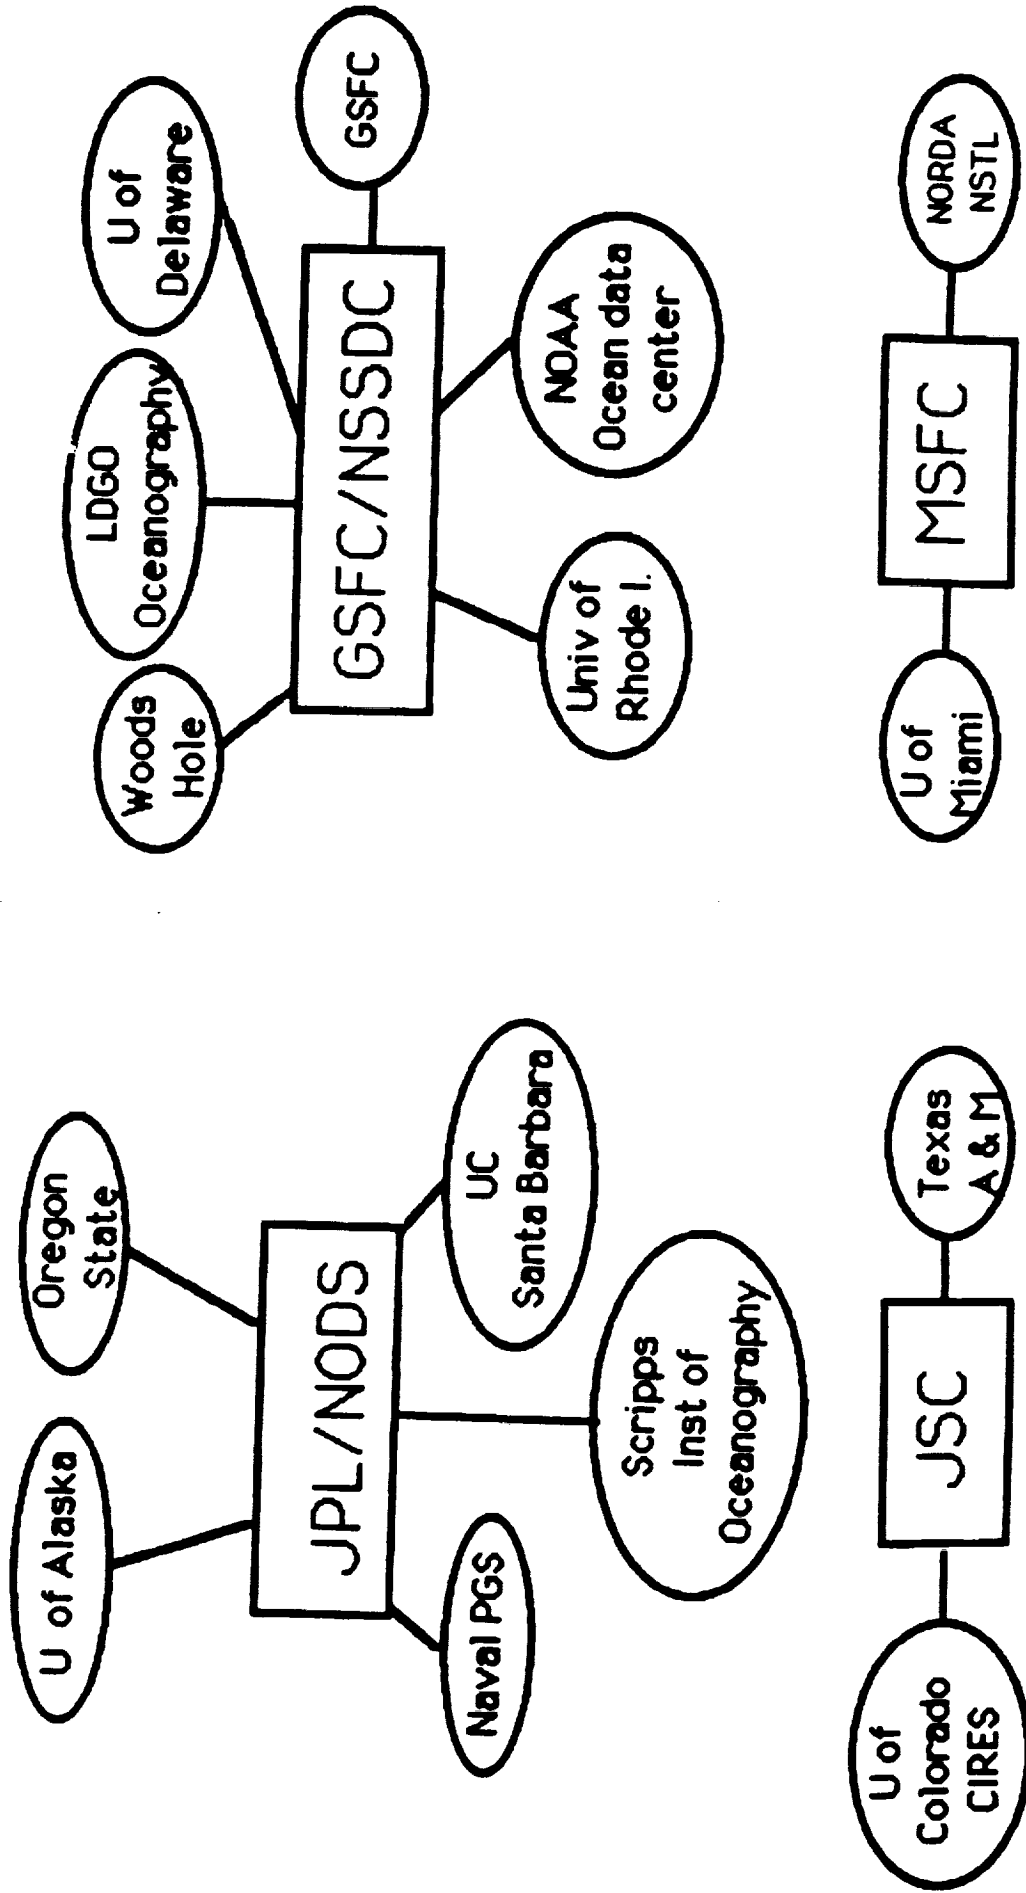 U of Alaska
Oregon
State
JPL/NODS
Naval PGS
UC
Santa Barbara
Scripps
Inst of
Oceanography
Woods
Hole
LDGO
Oceanography
U of
Delaware
GSFC/NSSDC
GSFC
Univ of
Rhode I.
NOAA
Ocean data
center
U of
Colorado
CIRES
JSC
Texas
A & M
U of
Miami
MSFC
NORDA
NSTL